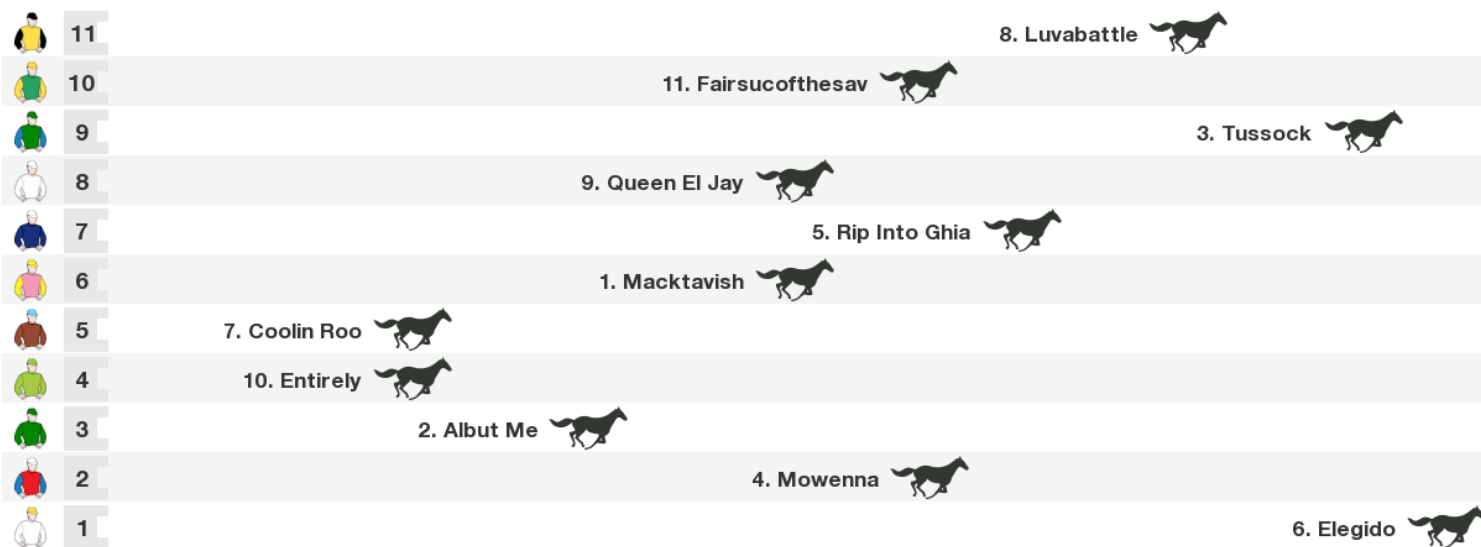 11 8. Luvabattle
10 11. Fairsucofthesav
9 3. Tussock
8 9. Queen El Jay
7 5. Rip Into Ghia
6 1. Macktavish
5 7. Coolin Roo
4 10. Entirely
3 2. Albut Me
2 4. Mowenna
1 6. Elegido